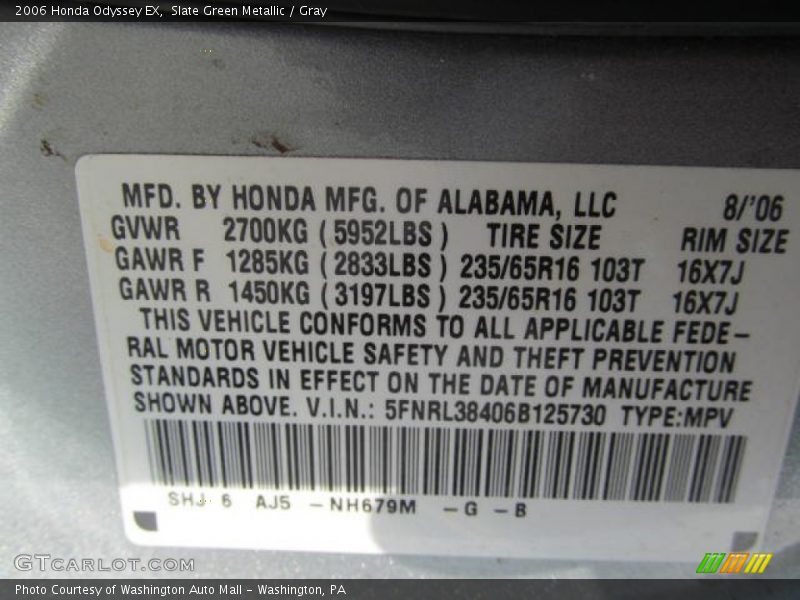 2006 Honda Odyssey EX, Slate Green Metallic / Gray
MFD. BY HONDA MFG. OF ALABAMA, LLC 8/'06
GVWR 2700KG ( 5952LBS ) TIRE SIZE RIM SIZE
GAWR F 1285KG ( 2833LBS ) 235/65R16 103T 16X7J
GAWR R 1450KG ( 3197LBS ) 235/65R16 103T 16X7J
THIS VEHICLE CONFORMS TO ALL APPLICABLE FEDE-
RAL MOTOR VEHICLE SAFETY AND THEFT PREVENTION
STANDARDS IN EFFECT ON THE DATE OF MANUFACTURE
SHOWN ABOVE. V.I.N.: 5FNRL38406B125730 TYPE:MPV
SHJ 6 AJ5 -NH679M -G -B
GTCARLOT.COM
Photo Courtesy of Washington Auto Mall - Washington, PA